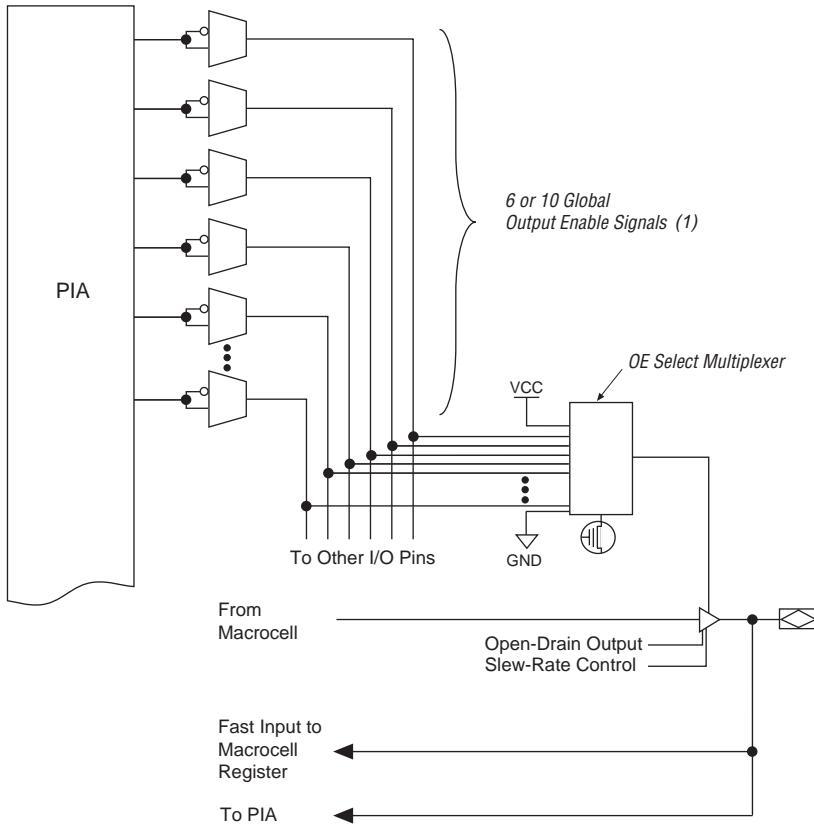 PIA
6 or 10 Global
Output Enable Signals (1)
OE Select Multiplexer
VCC
GND
To Other I/O Pins
From
Macrocell
Open-Drain Output
Slew-Rate Control
Fast Input to
Macrocell
Register
To PIA